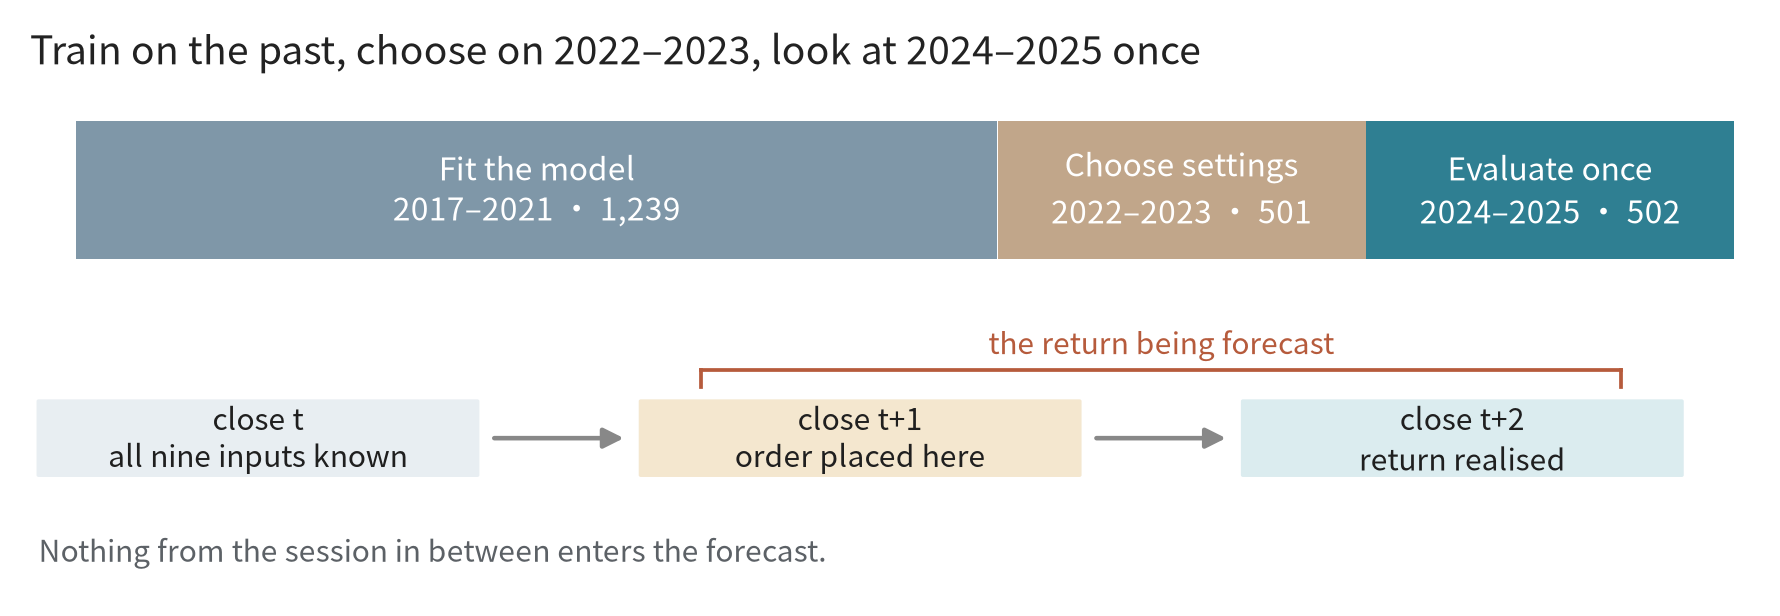 Train on the past, choose on 2022–2023, look at 2024–2025 once
Fit the model
2017–2021 · 1,239
Choose settings
2022–2023 · 501
Evaluate once
2024–2025 · 502
the return being forecast
close t
all nine inputs known
close t+1
order placed here
close t+2
return realised
Nothing from the session in between enters the forecast.